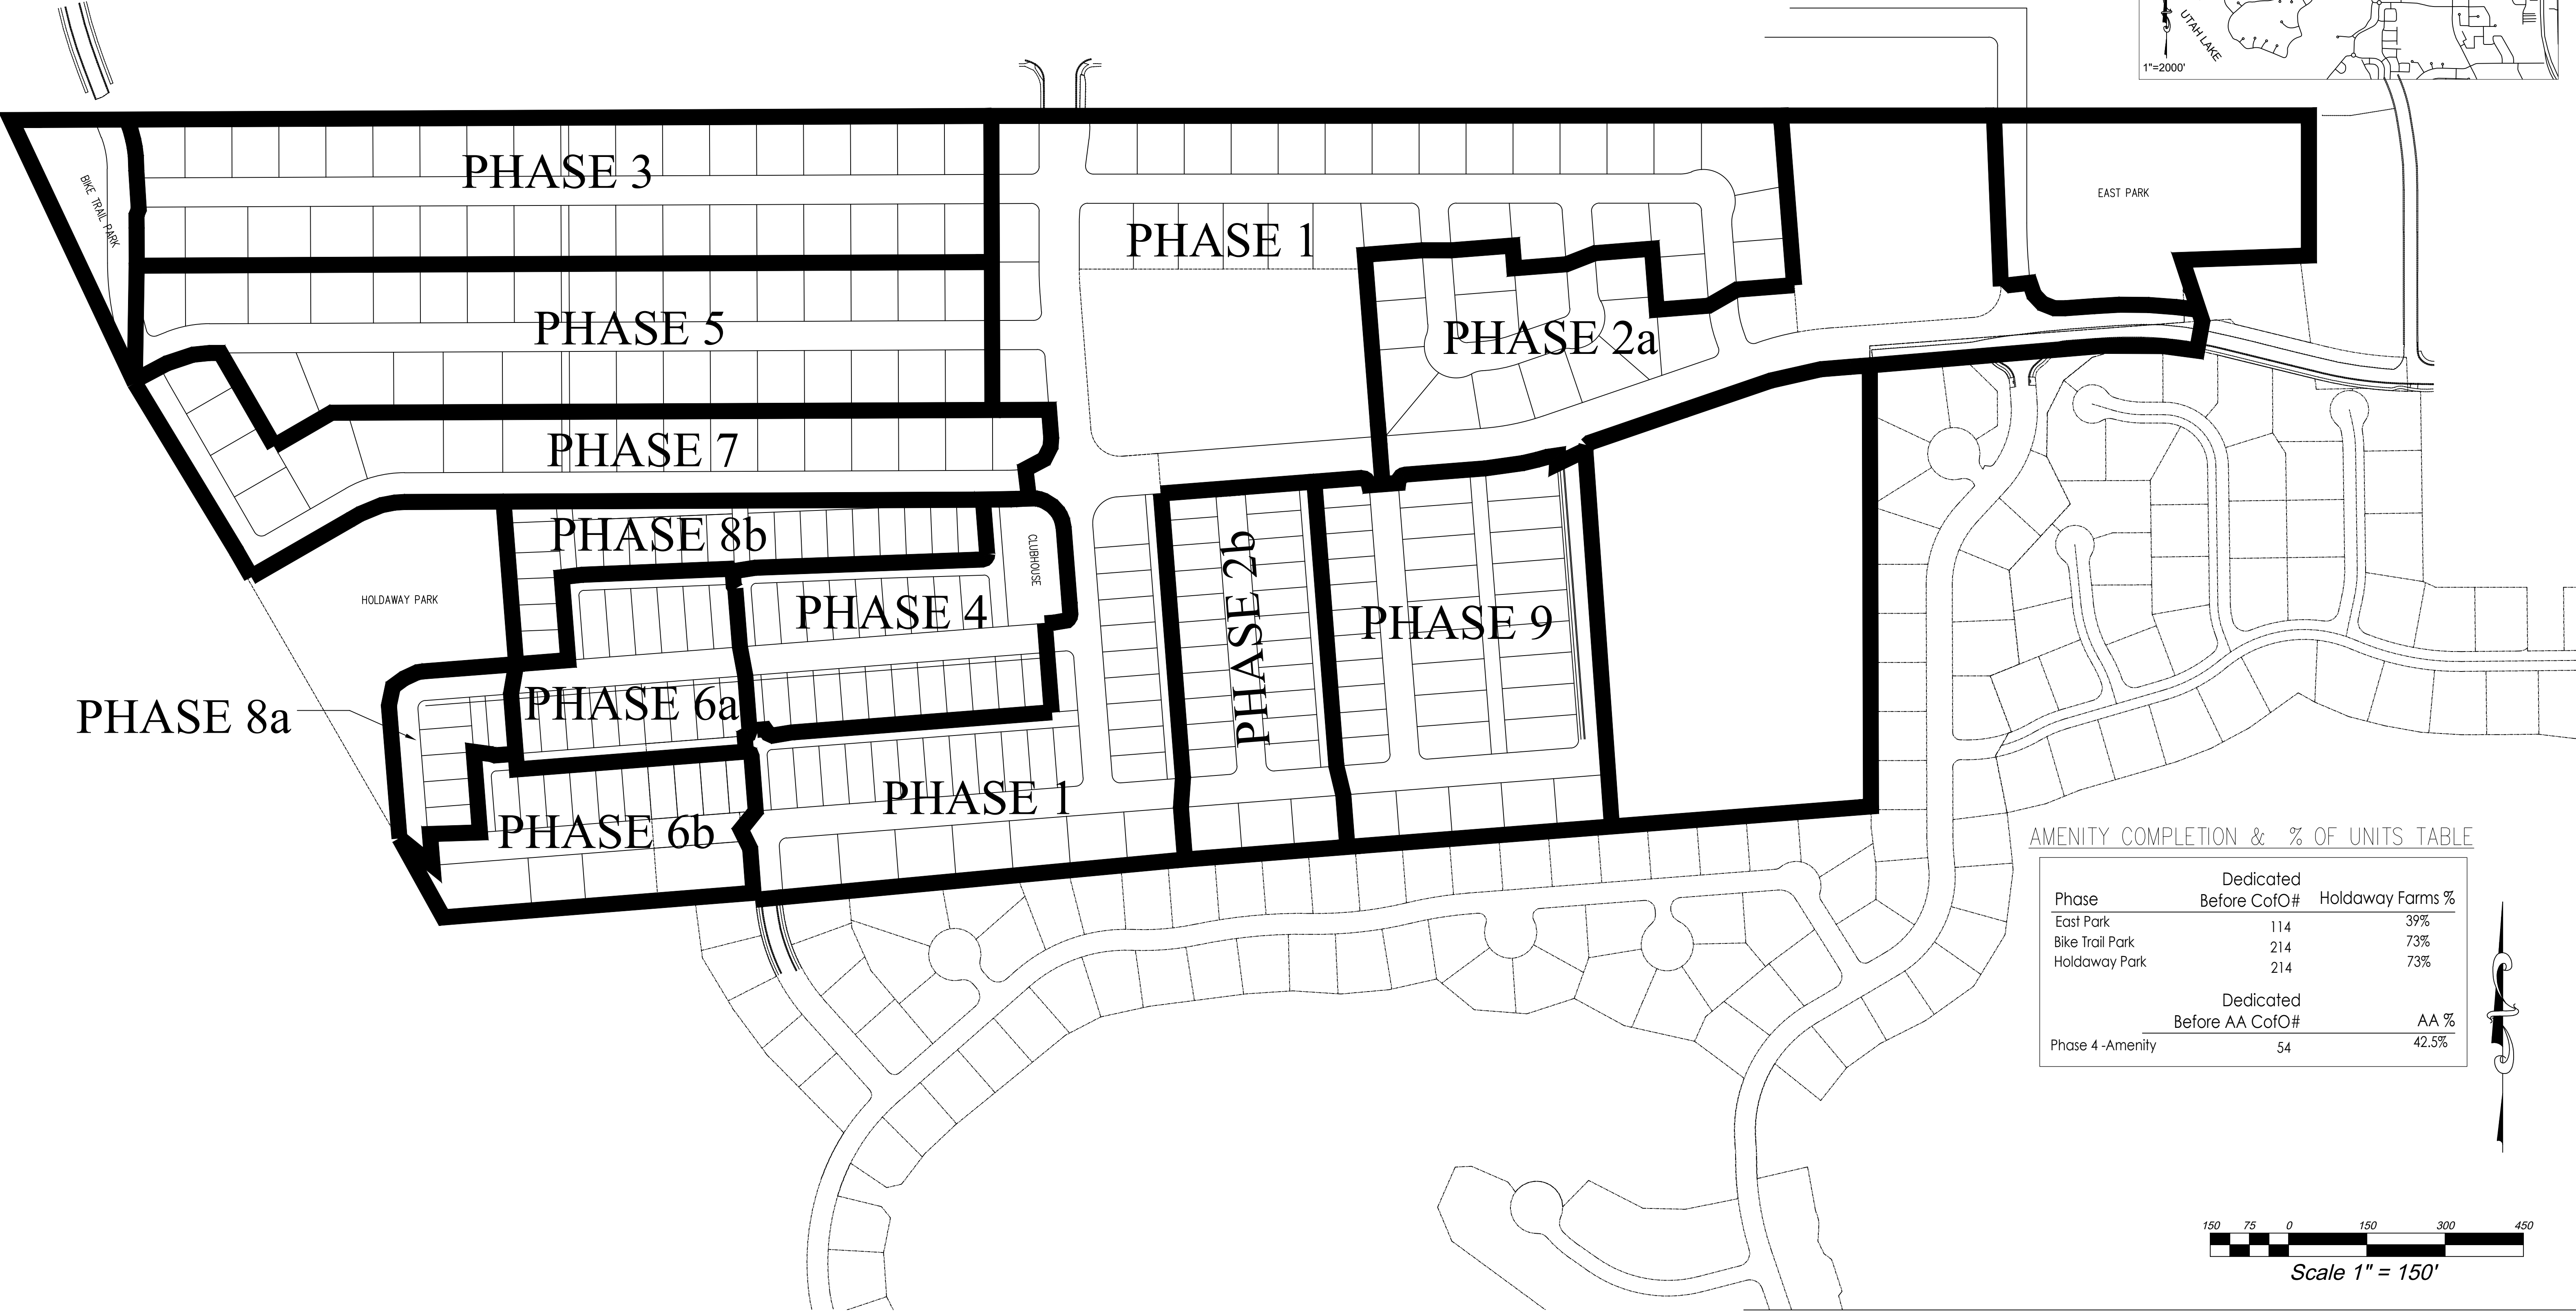 UTAH LAKE
1"=2000'
PHASE 3
BIKE TRAIL PARK
EAST PARK
PHASE 1
PHASE 5
PHASE 2a
PHASE 7
PHASE 8b
CLUBHOUSE
PHASE 2b
HOLDAWAY PARK
PHASE 4
PHASE 9
PHASE 8a
PHASE 6a
PHASE 1
PHASE 6b
AMENITY COMPLETION & % OF UNITS TABLE
Dedicated
Phase Before CofO# Holdaway Farms %
East Park 114 39%
Bike Trail Park 214 73%
Holdaway Park 214 73%
Dedicated
Before AA CofO# AA %
Phase 4 -Amenity 54 42.5%
150 75 0 150 300 450
Scale 1" = 150'